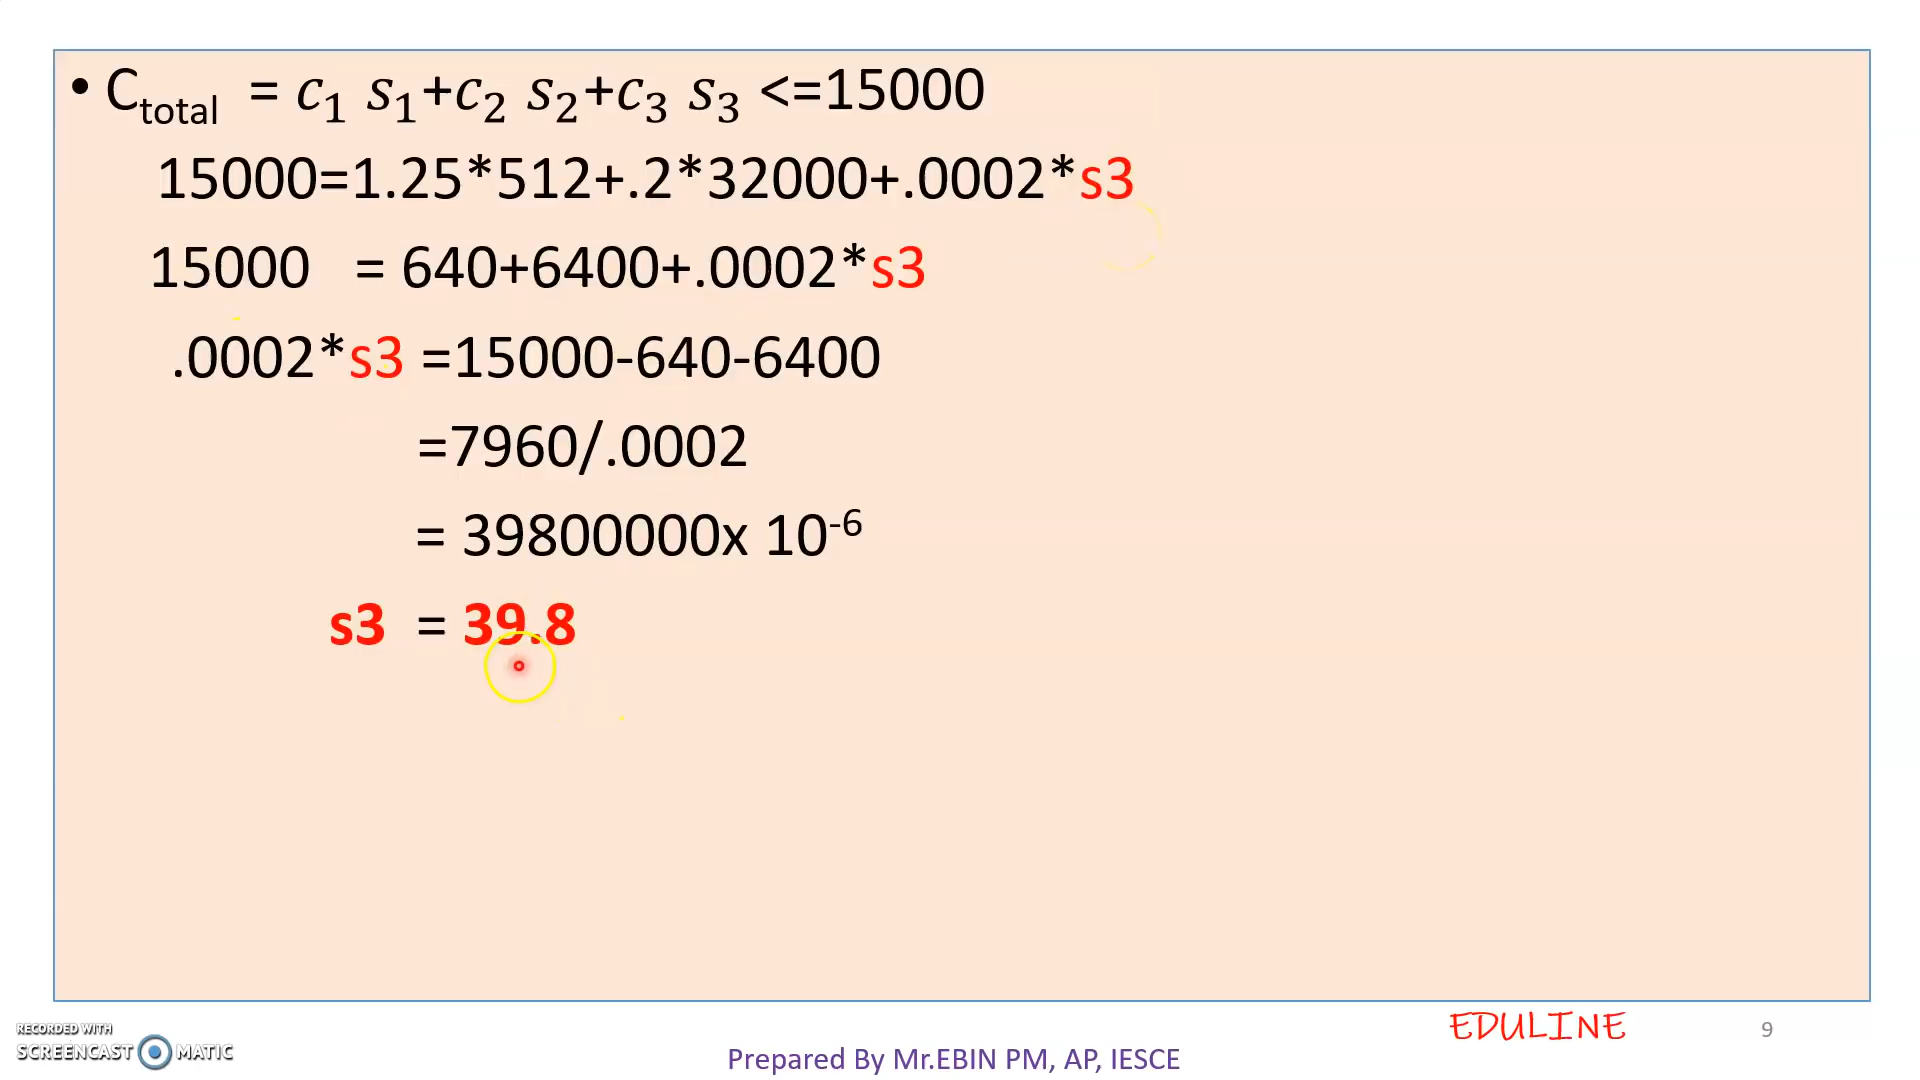 • Ctotal = c1 s1+c2 s2+c3 s3 <=15000
15000=1.25*512+.2*32000+.0002*s3
15000 = 640+6400+.0002*s3
.0002*s3 =15000-640-6400
=7960/.0002
= 39800000x 10-6
s3 = 39.8
RECORDED WITH
SCREENCAST MATIC
EDULINE
9
Prepared By Mr.EBIN PM, AP, IESCE